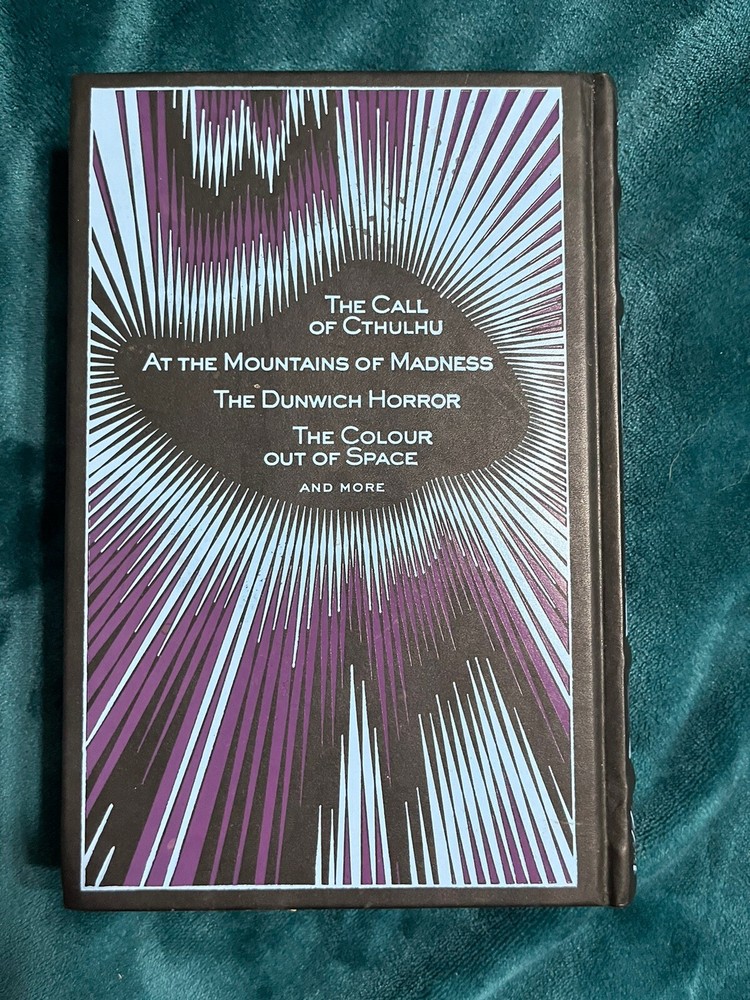 The Call
of Cthulhu
At the Mountains of Madness
The Dunwich Horror
The Colour
out of Space
and more